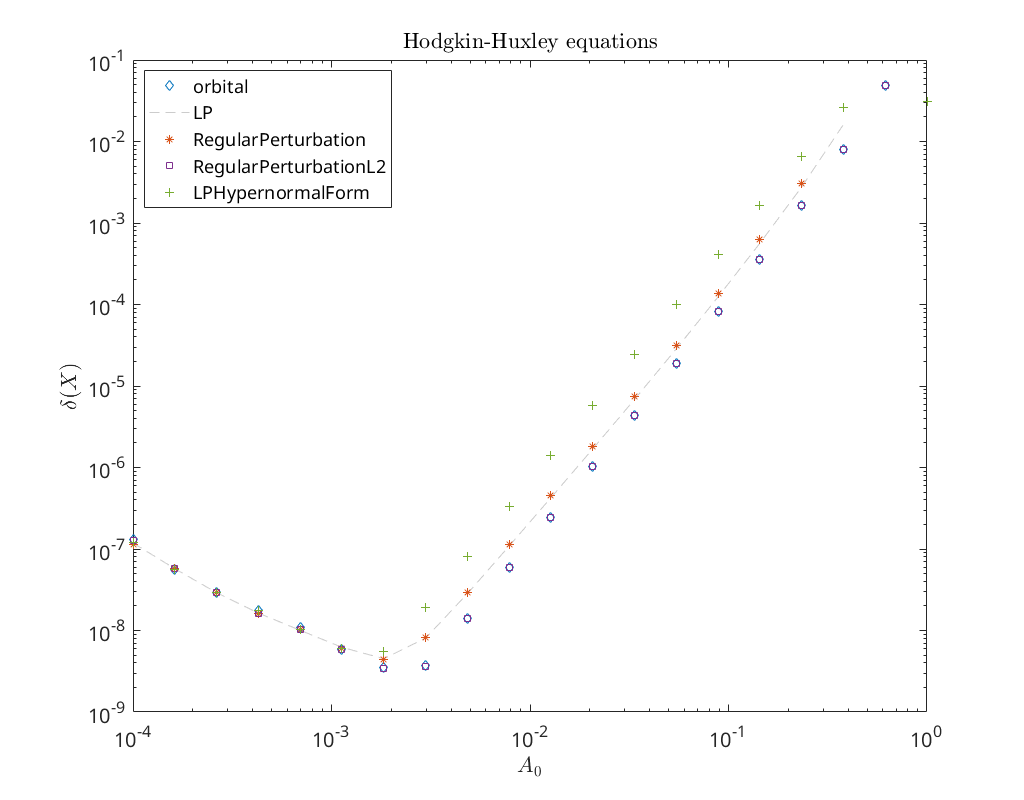 Hodgkin-Huxley equations
orbital
LP
RegularPerturbation
RegularPerturbationL2
LPHypernormalForm
10^-1
10^-2
10^-3
10^-4
10^-5
10^-6
10^-7
10^-8
10^-9
δ(X)
10^-4 10^-3 10^-2 10^-1 10^0
A_0